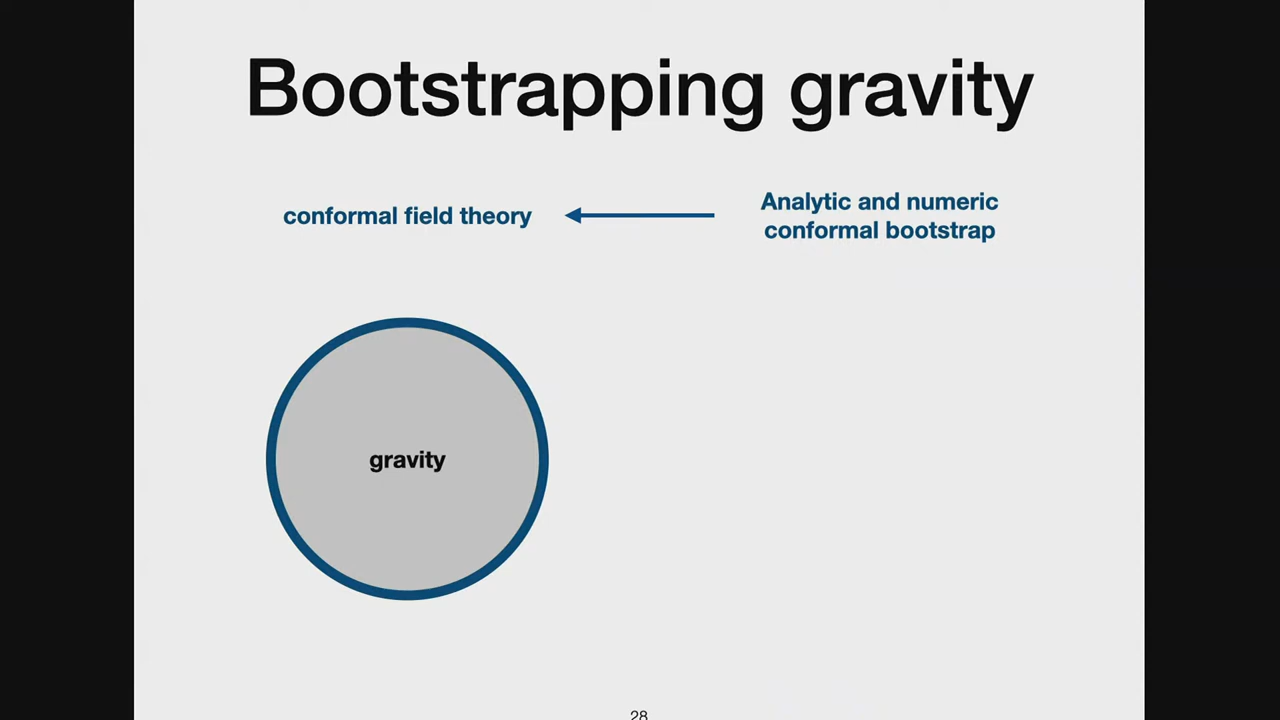 Bootstrapping gravity
conformal field theory
Analytic and numeric
conformal bootstrap
gravity
28